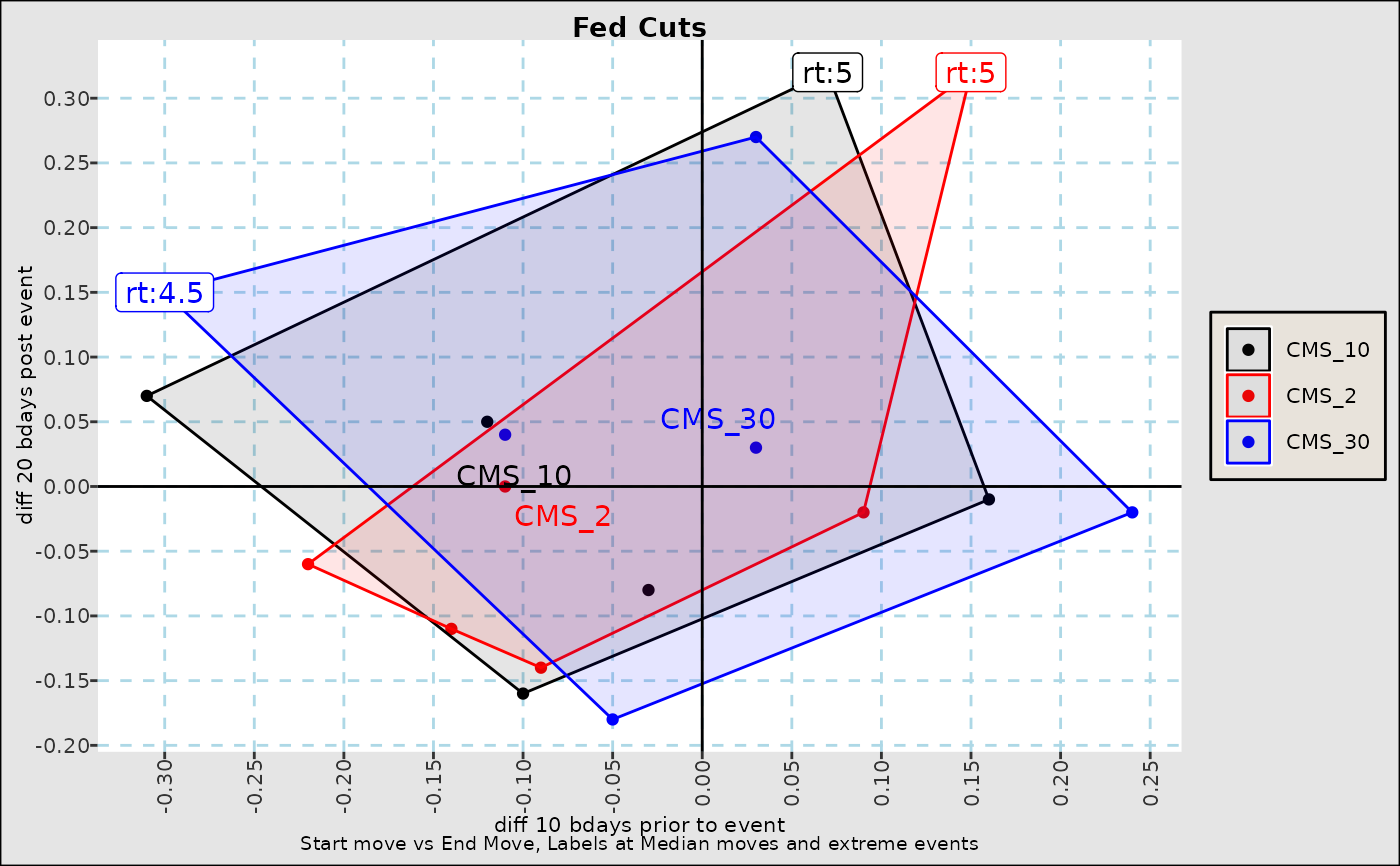 Fed Cuts
rt:5
rt:5
0.30
0.25
0.20
rt:4.5
0.15
0.10
0.05
0.00
-0.05
-0.10
-0.15
-0.20
diff 20 bdays post event
CMS_30
CMS_10
CMS_2
CMS_10
CMS_2
CMS_30
-0.30
-0.25
-0.20
-0.15
-0.10
-0.05
0.00
0.05
0.10
0.15
0.20
0.25
diff 10 bdays prior to event
Start move vs End Move, Labels at Median moves and extreme events